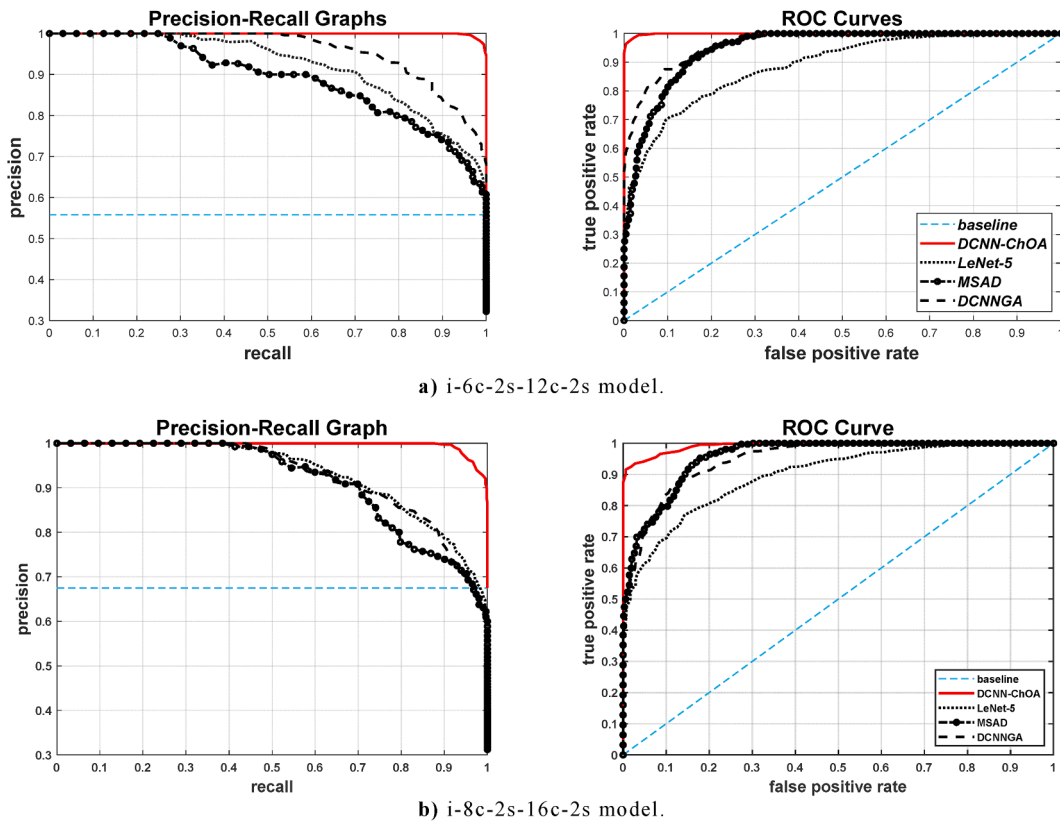 Precision-Recall Graphs
1
0.9
0.8
0.7
0.6
0.5
0.4
0.3
precision
0 0.1 0.2 0.3 0.4 0.5 0.6 0.7 0.8 0.9 1
recall
ROC Curves
1
0.9
0.8
0.7
0.6
0.5
0.4
0.3
0.2
0.1
0
true positive rate
baseline
DCNN-ChOA
LeNet-5
MSAD
DCNNGA
0 0.1 0.2 0.3 0.4 0.5 0.6 0.7 0.8 0.9 1
false positive rate
a) i-6c-2s-12c-2s model.
Precision-Recall Graph
1
0.9
0.8
0.7
0.6
0.5
0.4
0.3
precision
0 0.1 0.2 0.3 0.4 0.5 0.6 0.7 0.8 0.9 1
recall
ROC Curve
1
0.9
0.8
0.7
0.6
0.5
0.4
0.3
0.2
0.1
0
true positive rate
baseline
DCNN-ChOA
LeNet-5
MSAD
DCNNGA
0 0.1 0.2 0.3 0.4 0.5 0.6 0.7 0.8 0.9 1
false positive rate
b) i-8c-2s-16c-2s model.